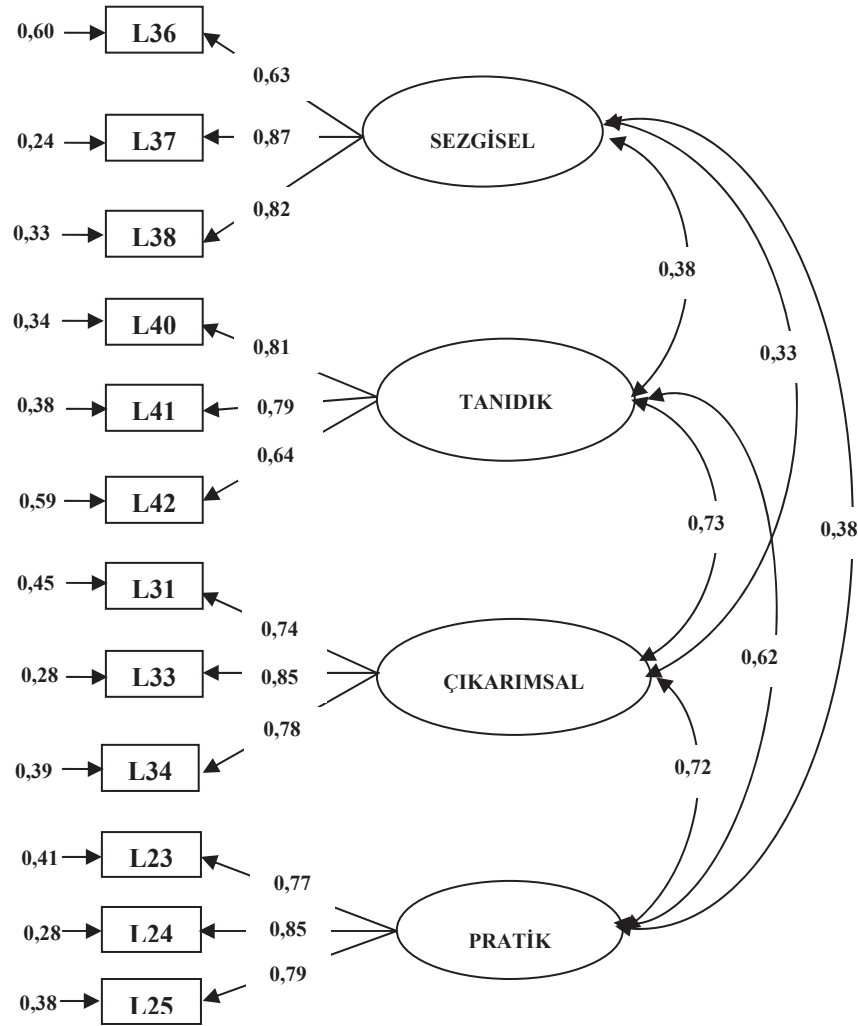 0,60 L36
0,63
0,24 L37 0,87 SEZGİSEL
0,82
0,33 L38
0,38
0,34 L40
0,81
0,33
0,38 L41 0,79 TANIDIK
0,64
0,59 L42
0,73 0,38
0,45 L31
0,74
0,62
0,28 L33 0,85 ÇIKARIMSAL
0,78
0,39 L34 0,72
0,41 L23
0,77
0,28 L24 0,85 PRATİK
0,79
0,38 L25